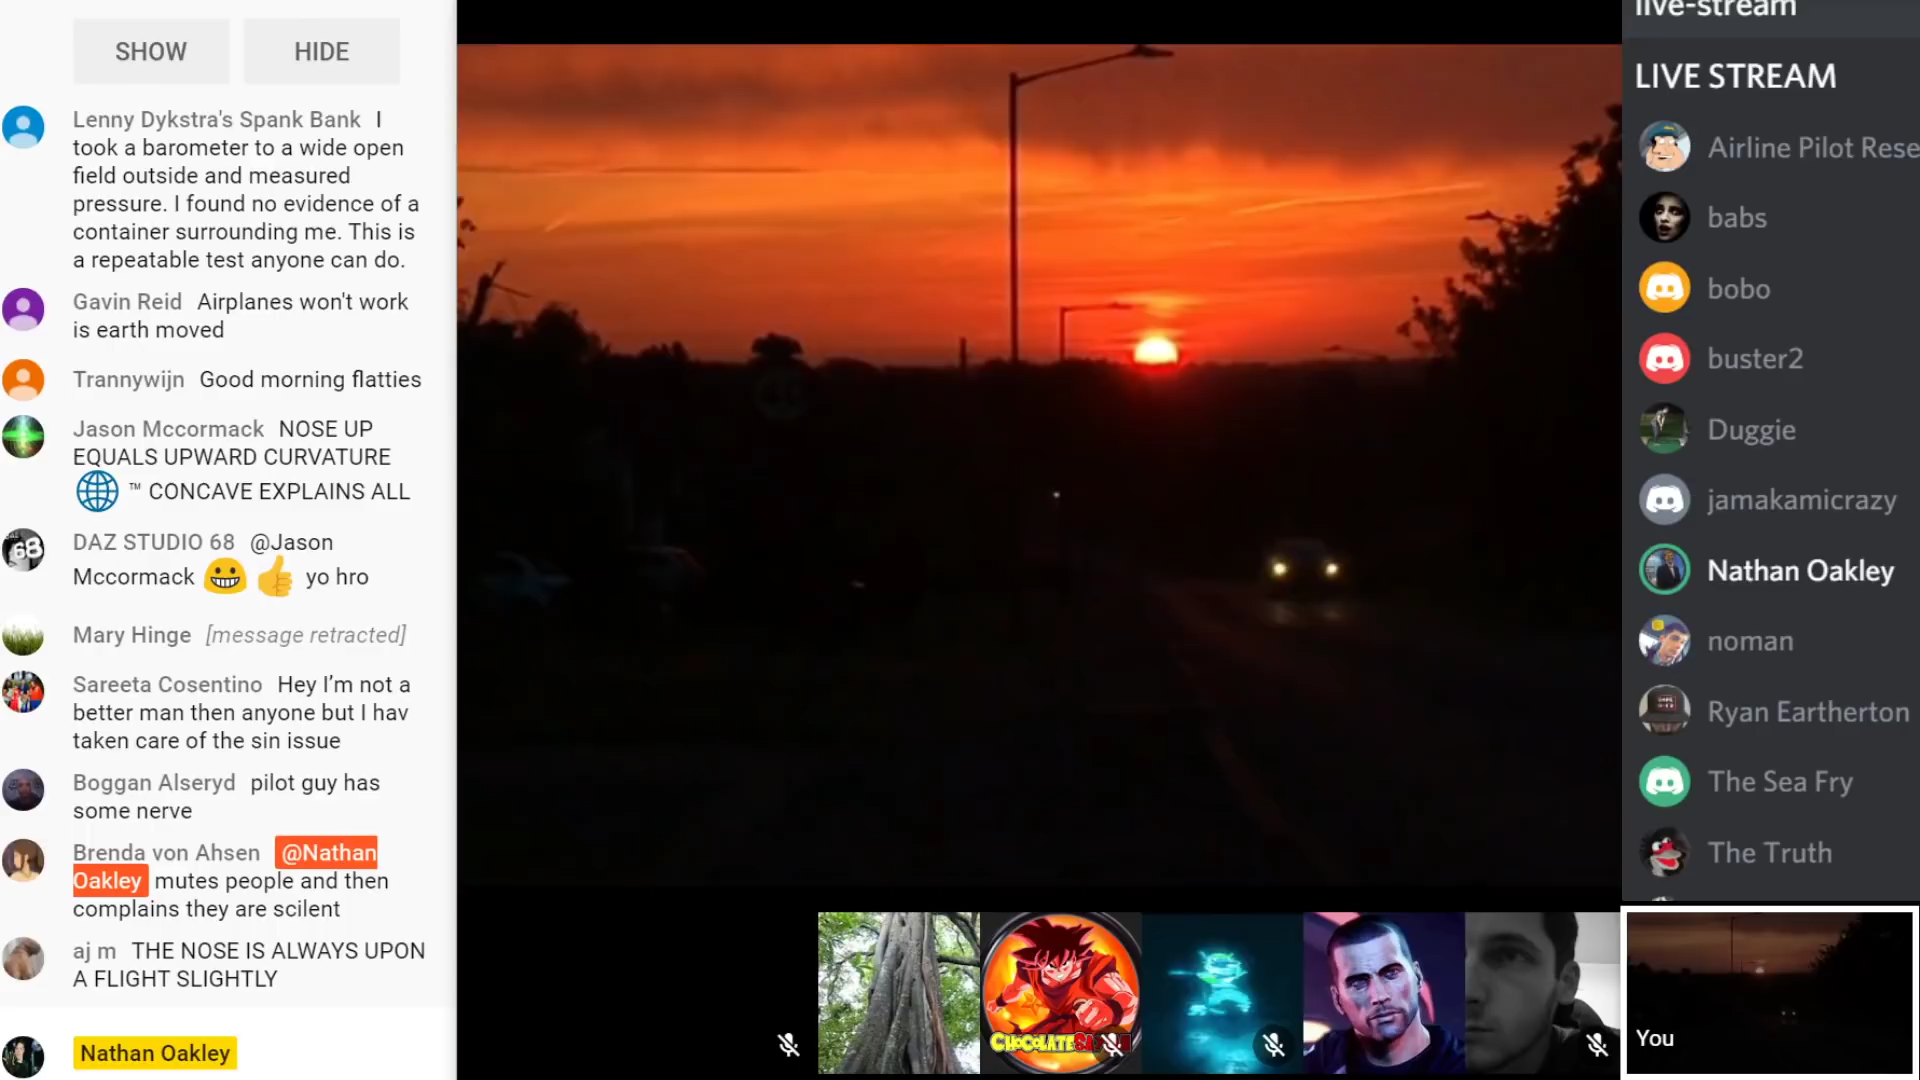 SHOW
HIDE
Lenny Dykstra's Spank Bank I
took a barometer to a wide open
field outside and measured
pressure. I found no evidence of a
container surrounding me. This is
a repeatable test anyone can do.
Gavin Reid Airplanes won't work
is earth moved
Trannywijn Good morning flatties
Jason Mccormack NOSE UP
EQUALS UPWARD CURVATURE
™ CONCAVE EXPLAINS ALL
DAZ STUDIO 68 @Jason
Mccormack yo hro
Mary Hinge [message retracted]
Sareeta Cosentino Hey I’m not a
better man then anyone but I hav
taken care of the sin issue
Boggan Alseryd pilot guy has
some nerve
Brenda von Ahsen @Nathan
Oakley mutes people and then
complains they are scilent
aj m THE NOSE IS ALWAYS UPON
A FLIGHT SLIGHTLY
Nathan Oakley
68
CHOCOLATE
You
live-stream
LIVE STREAM
Airline Pilot Rese
babs
bobo
buster2
Duggie
jamakamicrazy
Nathan Oakley
noman
Ryan Eartherton
The Sea Fry
The Truth